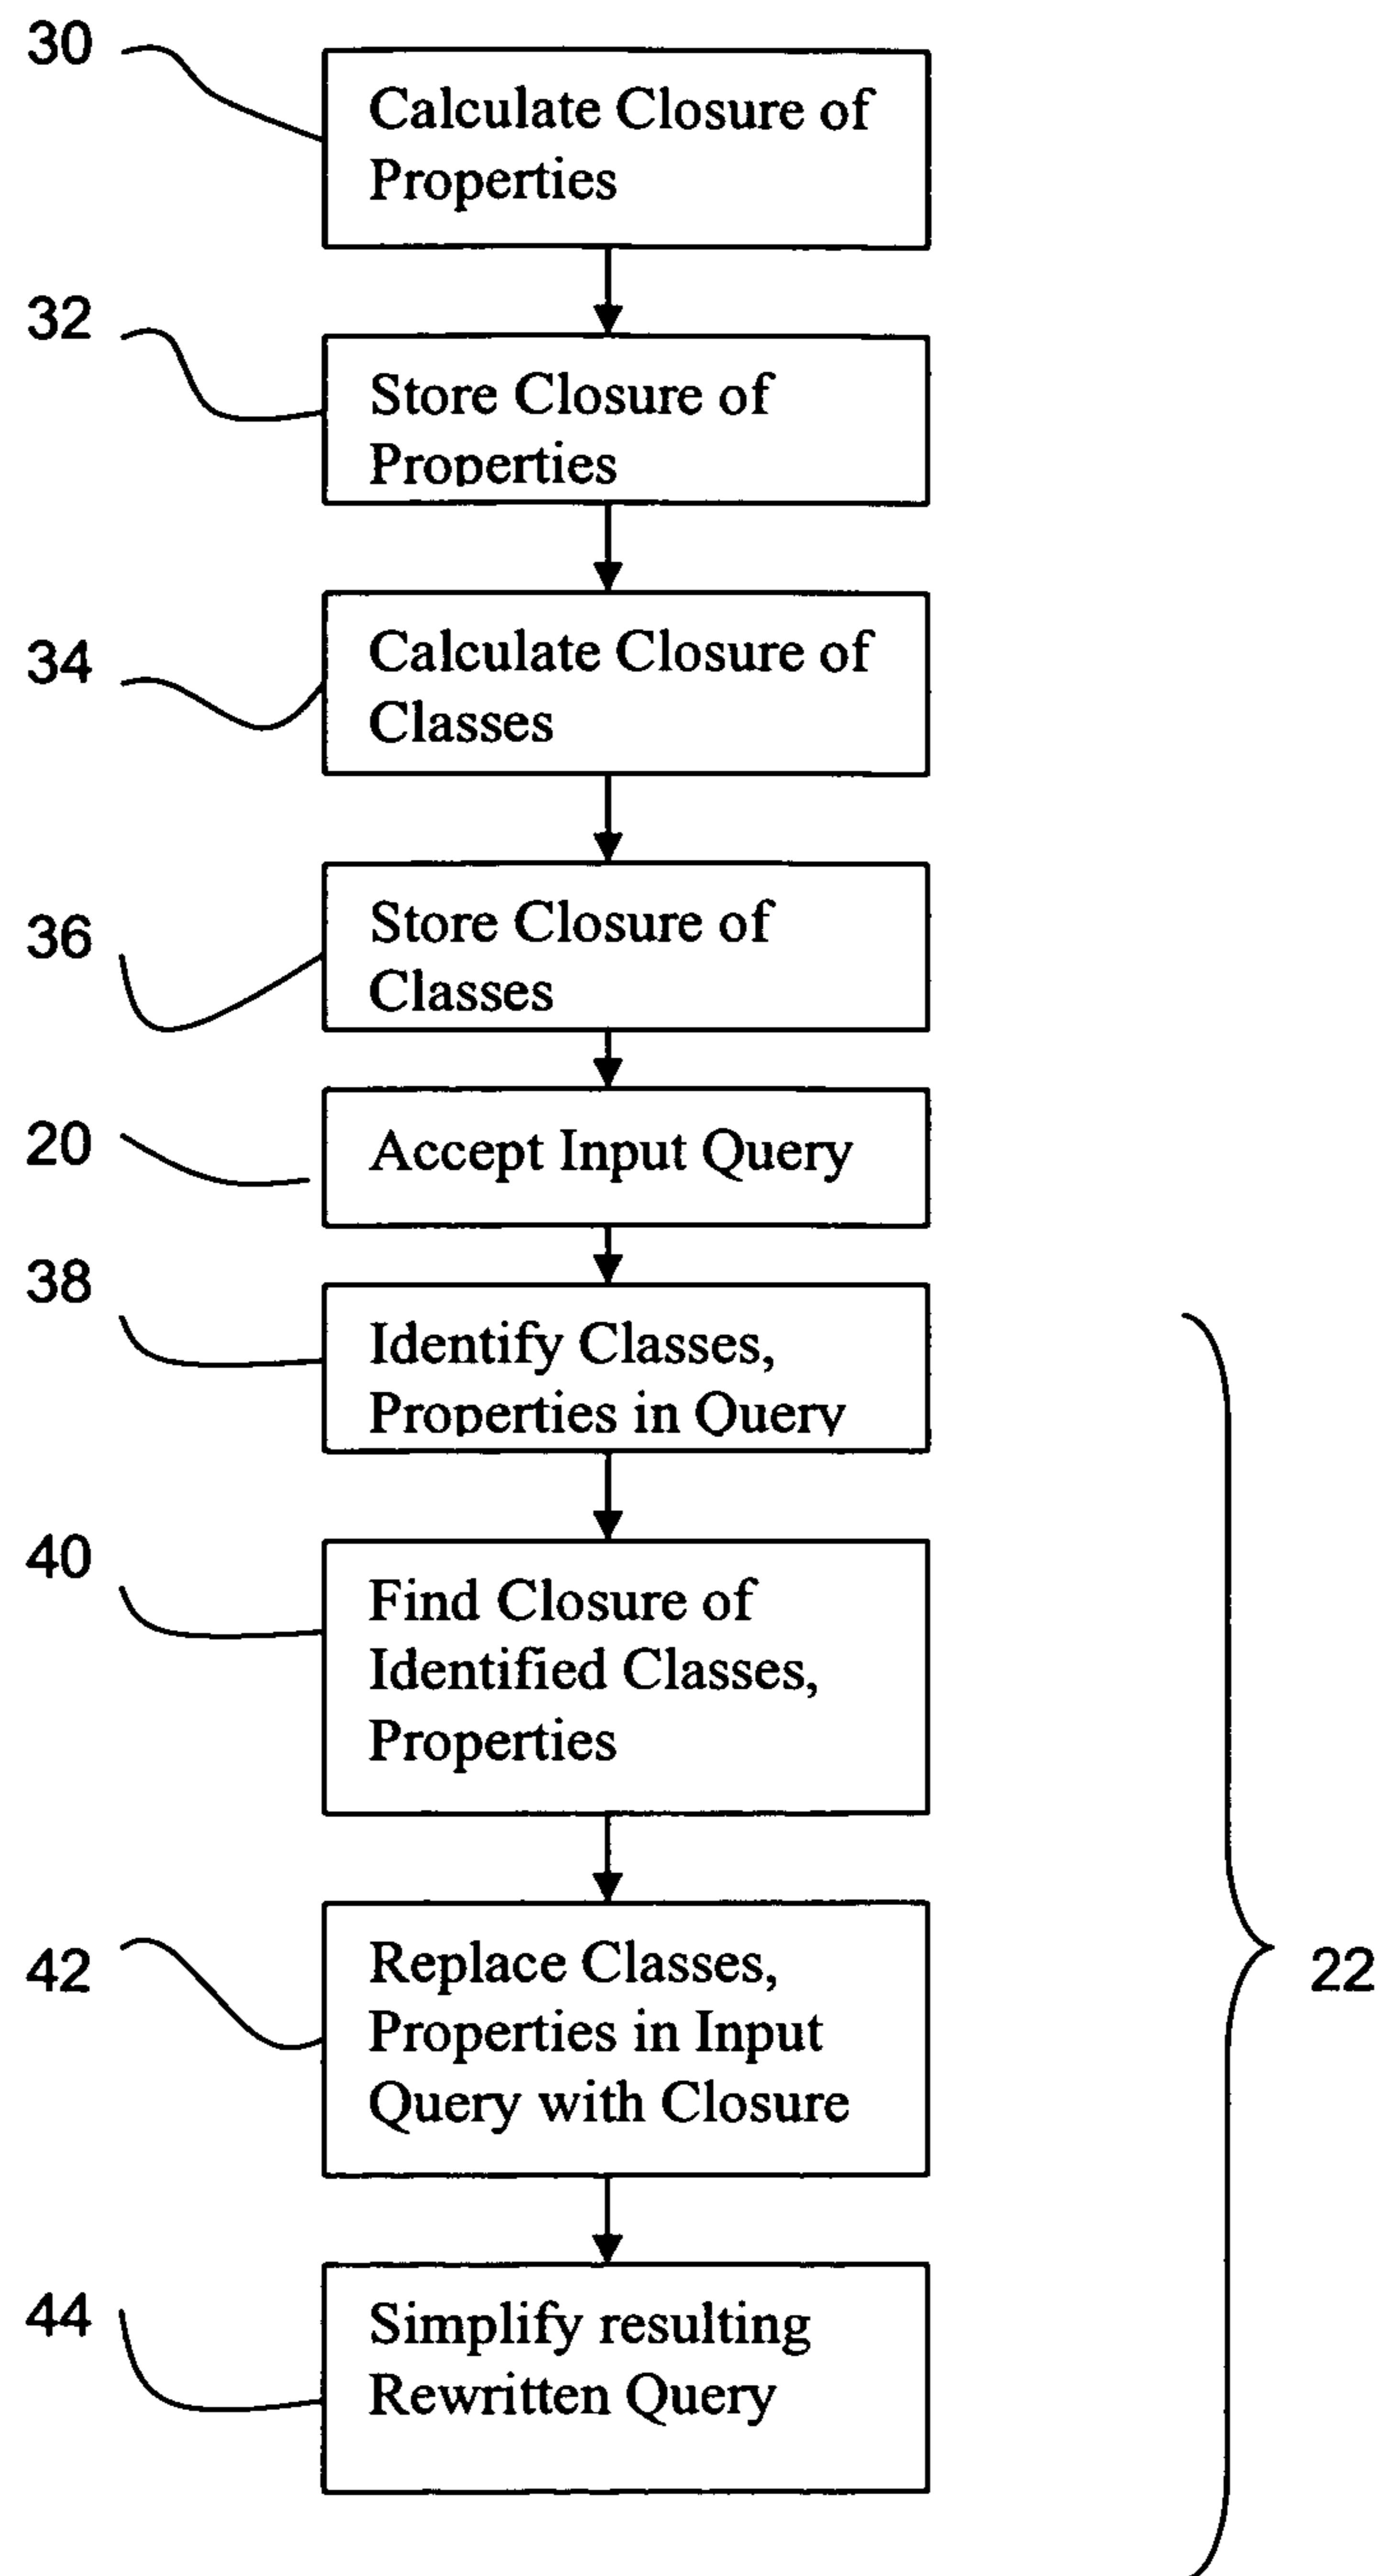 30
Calculate Closure of
Properties
32
Store Closure of
Properties
34
Calculate Closure of
Classes
36
Store Closure of
Classes
20
Accept Input Query
38
Identify Classes,
Properties in Query
40
Find Closure of
Identified Classes,
Properties
42
Replace Classes,
Properties in Input
Query with Closure
22
44
Simplify resulting
Rewritten Query